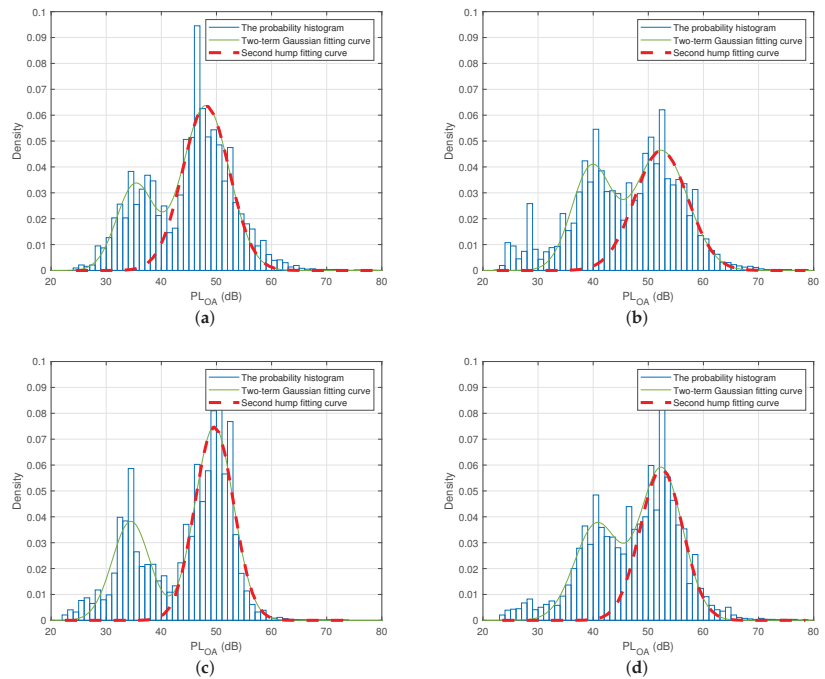 0.1
0.09
0.08
0.07
0.06
0.05
0.04
0.03
0.02
0.01
0
Density
The probability histogram
Two-term Gaussian fitting curve
Second hump fitting curve
20 30 40 50 60 70 80
PL_OA (dB)
(a)
0.1
0.09
0.08
0.07
0.06
0.05
0.04
0.03
0.02
0.01
0
Density
The probability histogram
Two-term Gaussian fitting curve
Second hump fitting curve
20 30 40 50 60 70 80
PL_OA (dB)
(b)
0.1
0.09
0.08
0.07
0.06
0.05
0.04
0.03
0.02
0.01
0
Density
The probability histogram
Two-term Gaussian fitting curve
Second hump fitting curve
20 30 40 50 60 70 80
PL_OA (dB)
(c)
0.1
0.09
0.08
0.07
0.06
0.05
0.04
0.03
0.02
0.01
0
Density
The probability histogram
Two-term Gaussian fitting curve
Second hump fitting curve
20 30 40 50 60 70 80
PL_OA (dB)
(d)